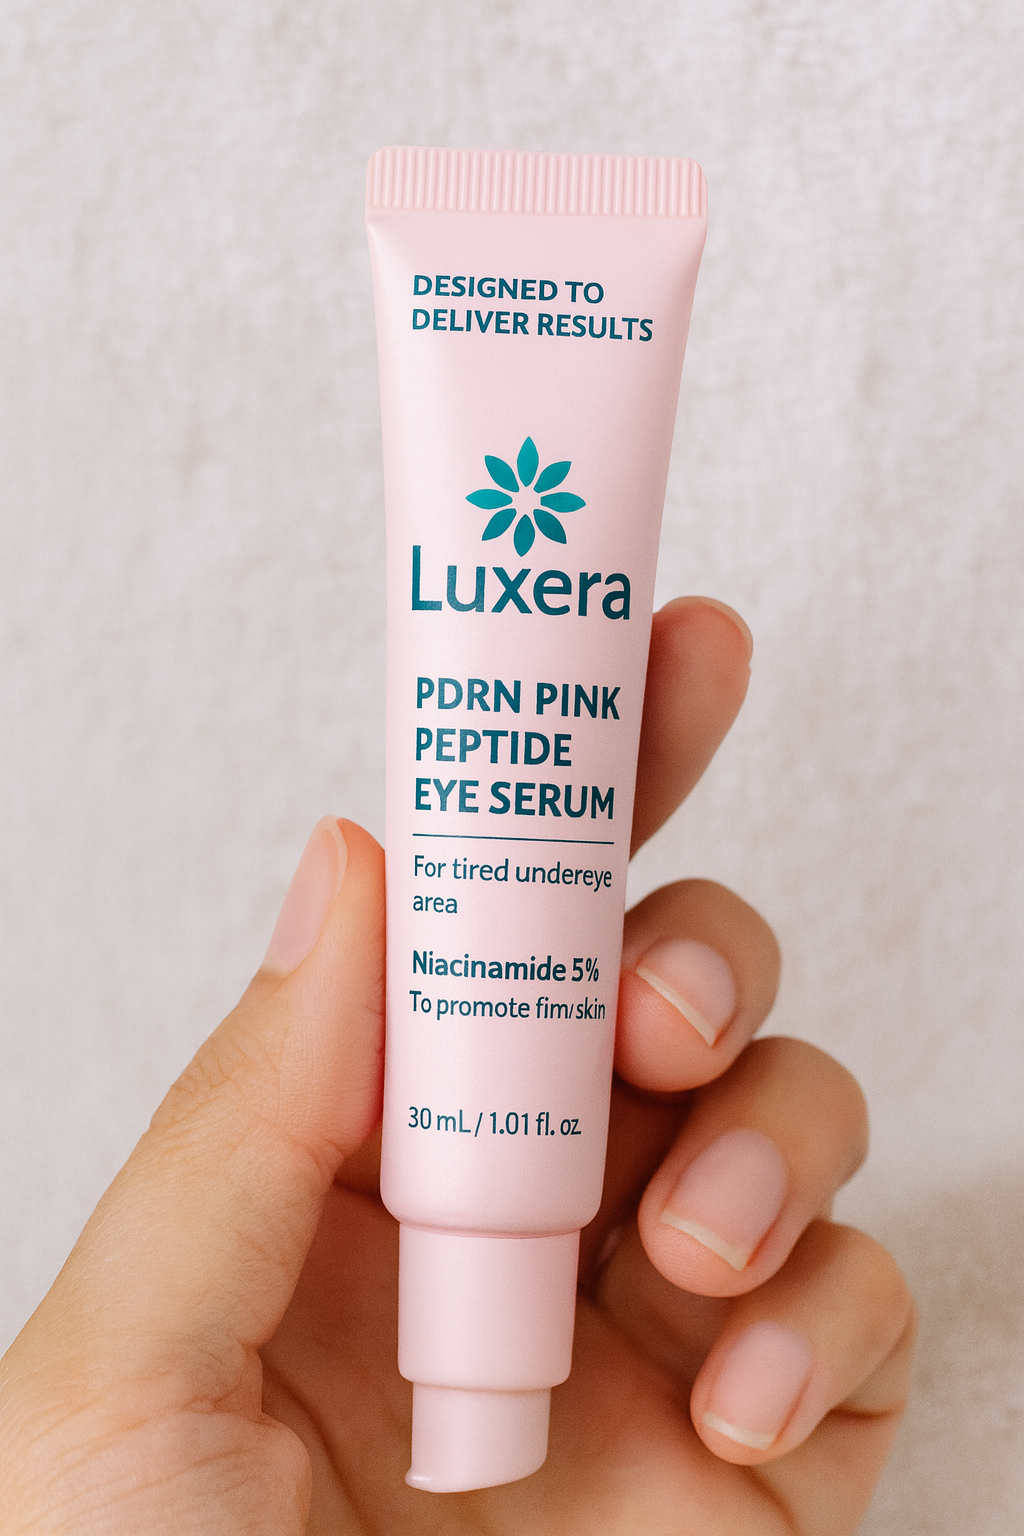 DESIGNED TO
DELIVER RESULTS
Luxera
PDRN PINK
PEPTIDE
EYE SERUM
For tired undereye
area
Niacinamide 5%
To promote skin
30 mL / 1.01 fl. oz